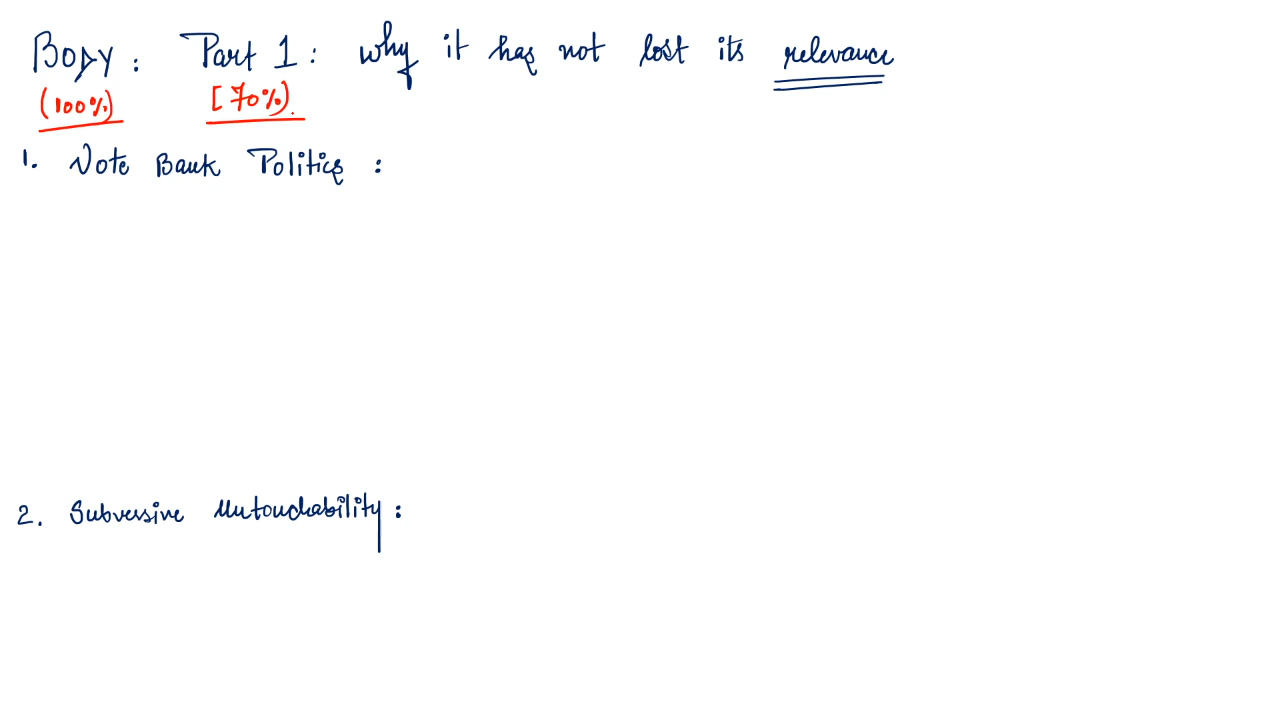 Body: Part 1: why it has not lost its relevance
(100%) [70%).
1. Vote Bank Politics:
2. Subversive Untouchability: